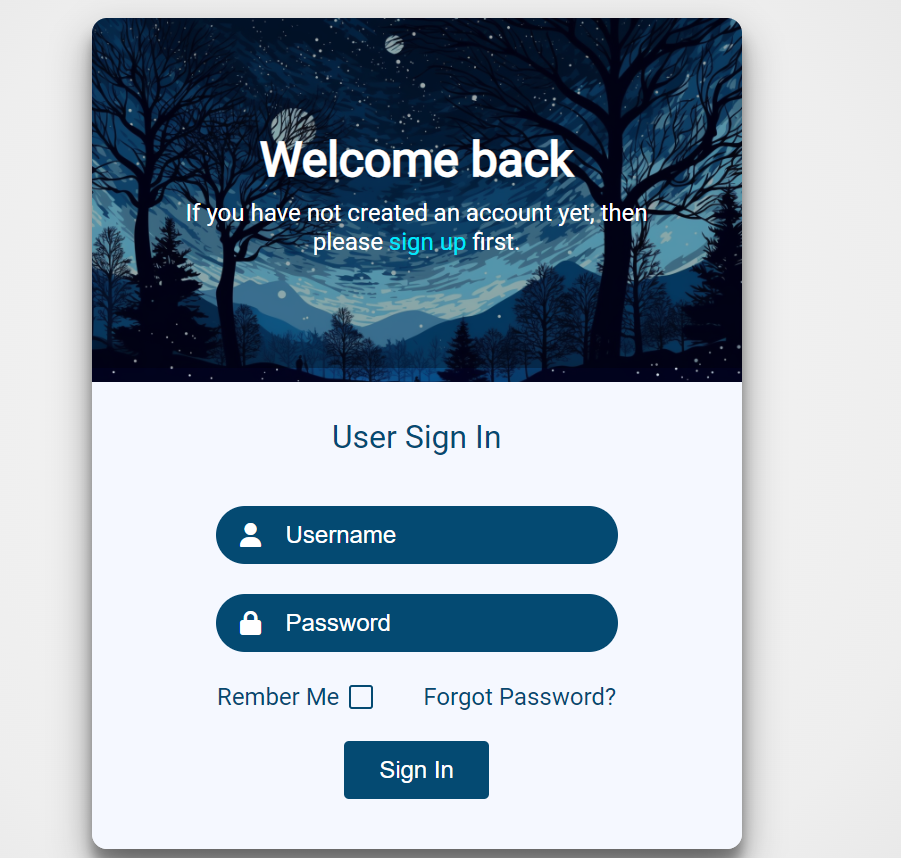 Welcome back
If you have not created an account yet, then
please sign up first.
User Sign In
Username
Password
Rember Me
Forgot Password?
Sign In